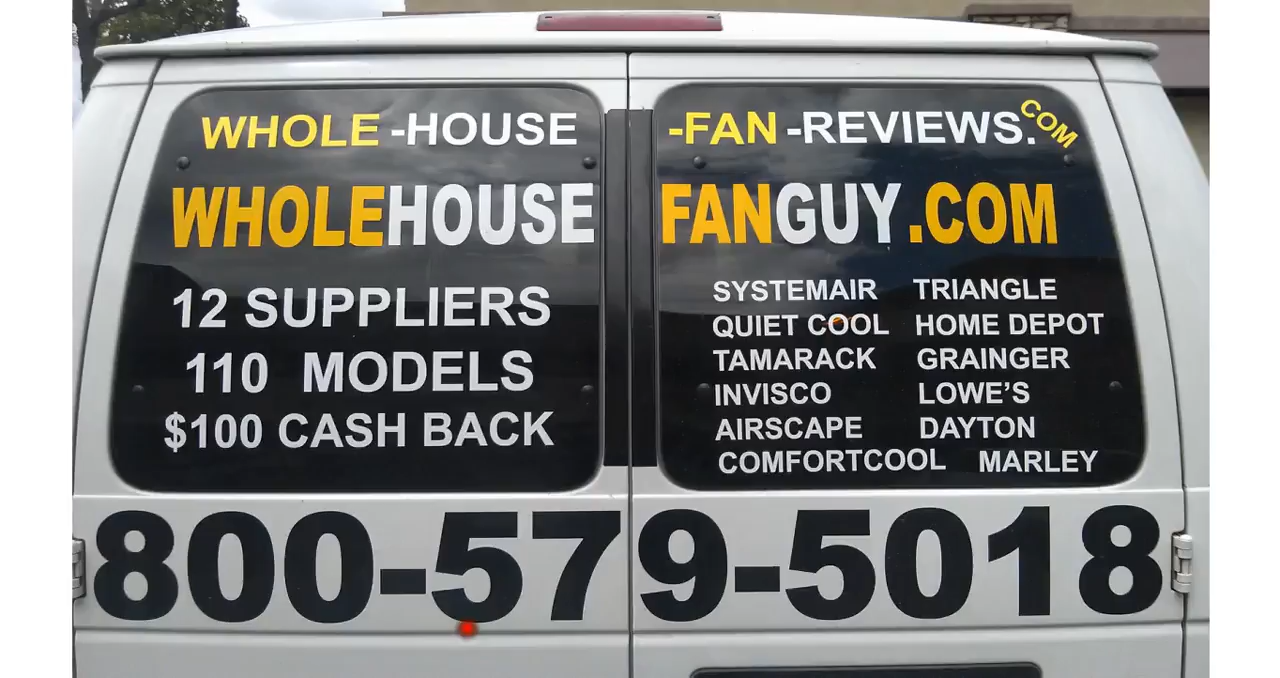 WHOLE-HOUSE-FAN-REVIEWS.COM
WHOLEHOUSE FANGUY.COM
12 SUPPLIERS
110 MODELS
$100 CASH BACK
SYSTEMAIR TRIANGLE
QUIET COOL HOME DEPOT
TAMARACK GRAINGER
INVISCO LOWE'S
AIRSCAPE DAYTON
COMFORTCOOL MARLEY
800-579-5018